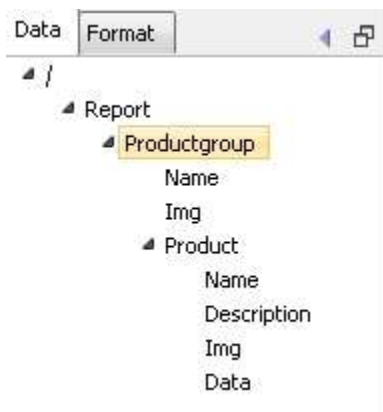 Data Format
/
Report
Productgroup
Name
Img
Product
Name
Description
Img
Data